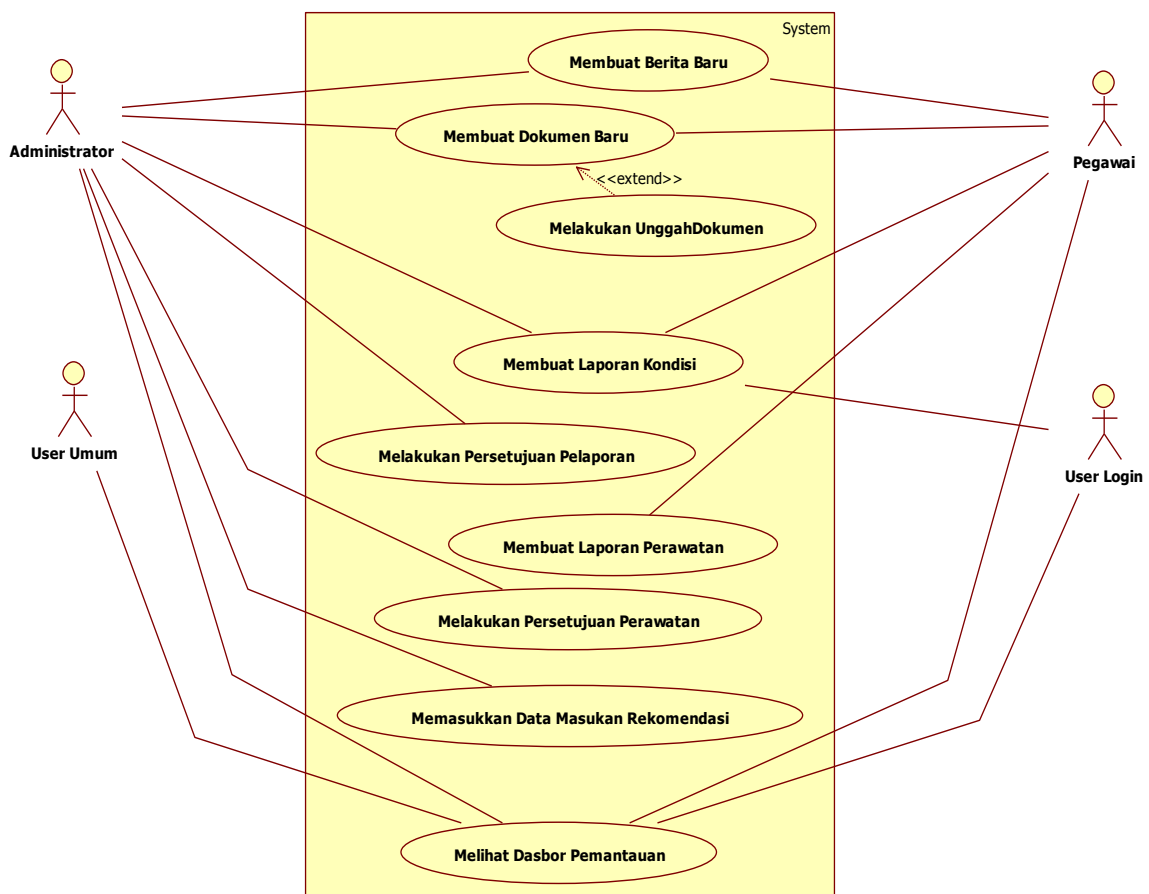 System
Membuat Berita Baru
Administrator
Membuat Dokumen Baru
Pegawai
<<extend>>
Melakukan UnggahDokumen
Membuat Laporan Kondisi
User Umum
Melakukan Persetujuan Pelaporan
User Login
Membuat Laporan Perawatan
Melakukan Persetujuan Perawatan
Memasukkan Data Masukan Rekomendasi
Melihat Dasbor Pemantauan